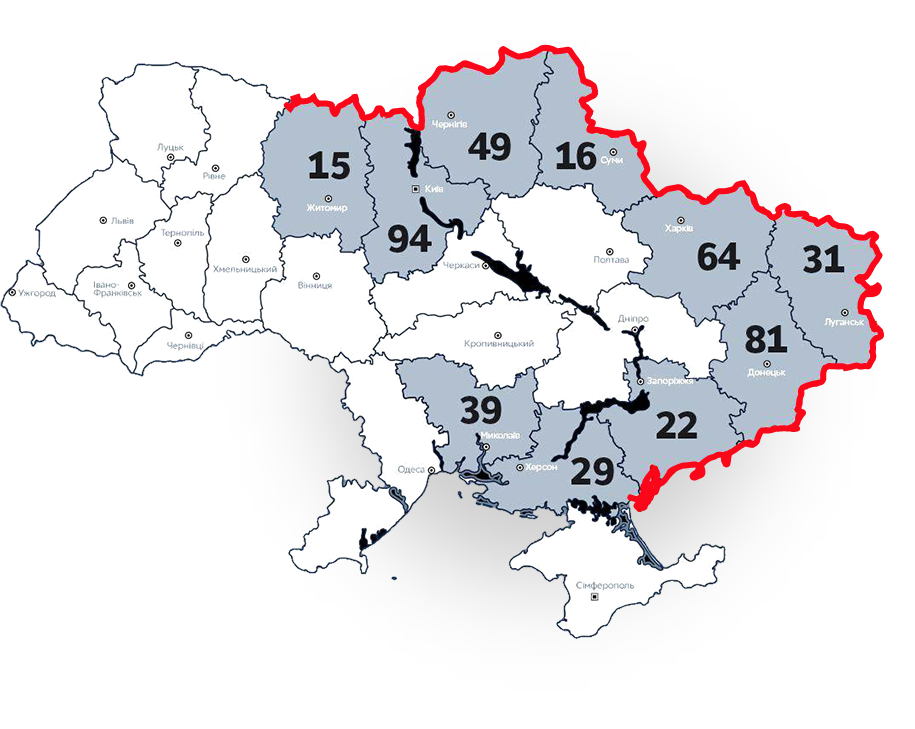 Чернігів
49
15
16
Суми
Луцьк
Рівне
Київ
Житомир
Львів
Тернопіль
94
Харків
64
31
Черкаси
Полтава
Хмельницький
Вінниця
Івано-
Франківськ
Ужгород
Дніпро
Луганськ
Чернівці
Кропивницький
81
Донецьк
Запоріжжя
39
22
Миколаїв
Одеса
Херсон
29
Сімферополь